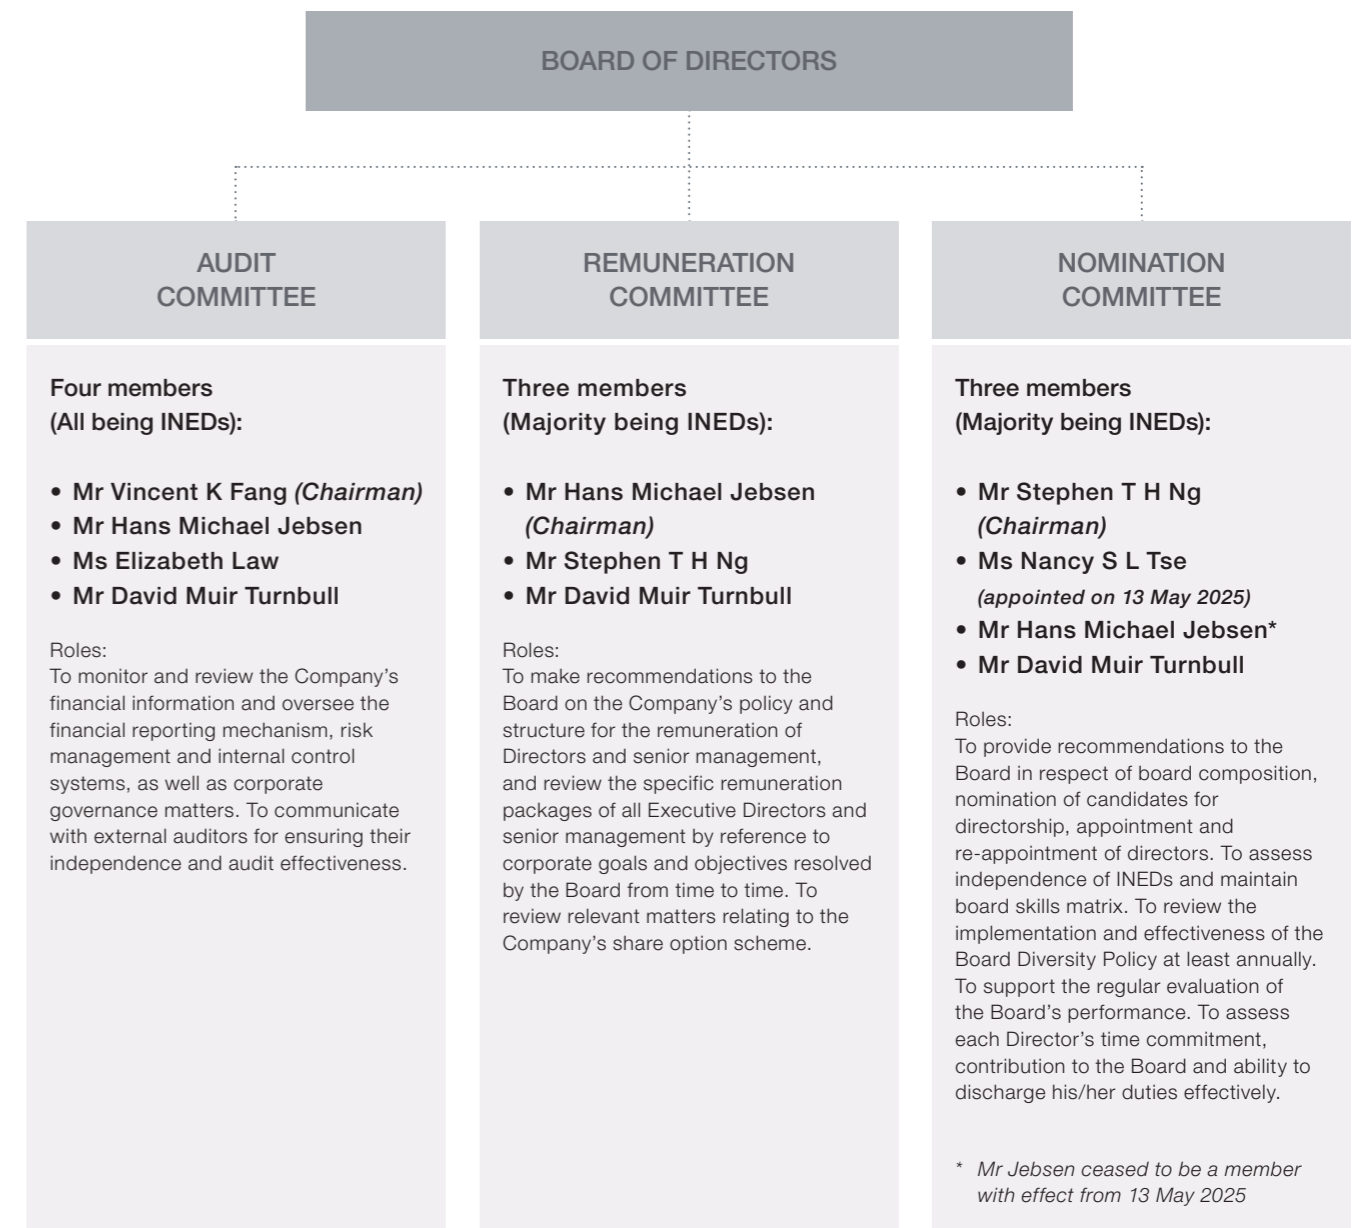 BOARD OF DIRECTORS
AUDIT
COMMITTEE
Four members
(All being INEDs):
• Mr Vincent K Fang (Chairman)
• Mr Hans Michael Jebsen
• Ms Elizabeth Law
• Mr David Muir Turnbull
Roles:
To monitor and review the Company’s
financial information and oversee the
financial reporting mechanism, risk
management and internal control
systems, as well as corporate
governance matters. To communicate
with external auditors for ensuring their
independence and audit effectiveness.
REMUNERATION
COMMITTEE
Three members
(Majority being INEDs):
• Mr Hans Michael Jebsen
(Chairman)
• Mr Stephen T H Ng
• Mr David Muir Turnbull
Roles:
To make recommendations to the
Board on the Company’s policy and
structure for the remuneration of
Directors and senior management,
and review the specific remuneration
packages of all Executive Directors and
senior management by reference to
corporate goals and objectives resolved
by the Board from time to time. To
review relevant matters relating to the
Company’s share option scheme.
NOMINATION
COMMITTEE
Three members
(Majority being INEDs):
• Mr Stephen T H Ng
(Chairman)
• Ms Nancy S L Tse
(appointed on 13 May 2025)
• Mr Hans Michael Jebsen*
• Mr David Muir Turnbull
Roles:
To provide recommendations to the
Board in respect of board composition,
nomination of candidates for
directorship, appointment and
re-appointment of directors. To assess
independence of INEDs and maintain
board skills matrix. To review the
implementation and effectiveness of the
Board Diversity Policy at least annually.
To support the regular evaluation of
the Board’s performance. To assess
each Director’s time commitment,
contribution to the Board and ability to
discharge his/her duties effectively.
* Mr Jebsen ceased to be a member
with effect from 13 May 2025